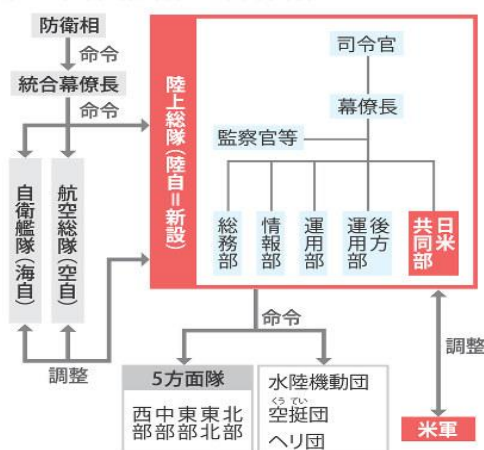 防衛相
命令
統合幕僚長
命令
自衛艦隊（海自）
航空総隊（空自）
調整
陸上総隊（陸自＝新設）
司令官
幕僚長
監察官等
総務部
情報部
運用部
後方運用部
日米共同部
命令
調整
5方面隊
西部
中部
東部
東北
北部
水陸機動団
くうてい
空挺団
ヘリ団
米軍